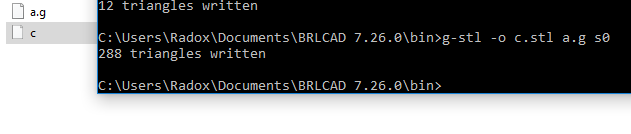 12 triangles written
a.g
c
C:\Users\Radox\Documents\BRLCAD 7.26.0\bin>g-stl -o c.stl a.g s0
288 triangles written
C:\Users\Radox\Documents\BRLCAD 7.26.0\bin>